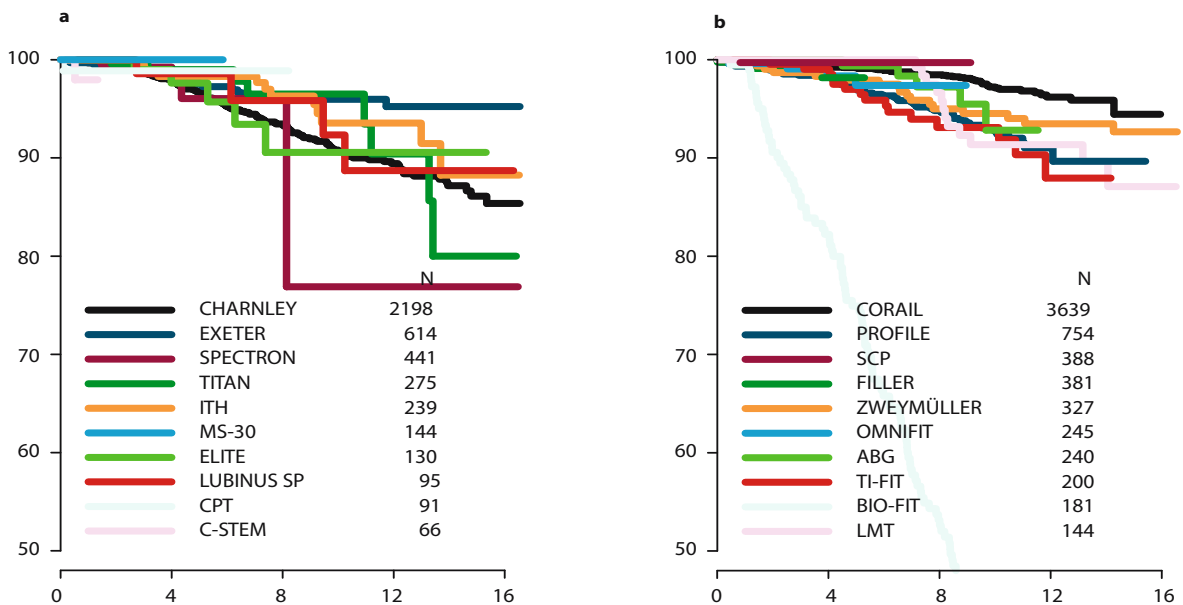 a
100
90
80
70
60
50
0 4 8 12 16
N
CHARNLEY 2198
EXETER 614
SPECTRON 441
TITAN 275
ITH 239
MS-30 144
ELITE 130
LUBINUS SP 95
CPT 91
C-STEM 66
b
100
90
80
70
60
50
0 4 8 12 16
N
CORAIL 3639
PROFILE 754
SCP 388
FILLER 381
ZWEYMÜLLER 327
OMNIFIT 245
ABG 240
TI-FIT 200
BIO-FIT 181
LMT 144